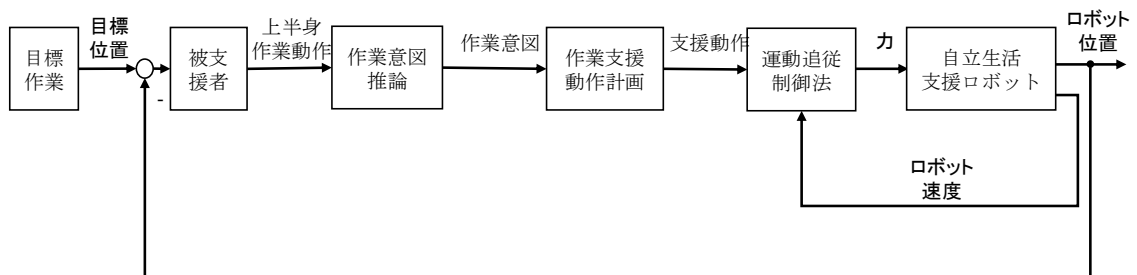 目標
作業
目標
位置
-
被支
援者
上半身
作業動作
作業意図
推論
作業意図
作業支援
動作計画
支援動作
運動追従
制御法
力
自立生活
支援ロボット
ロボット
位置
ロボット
速度